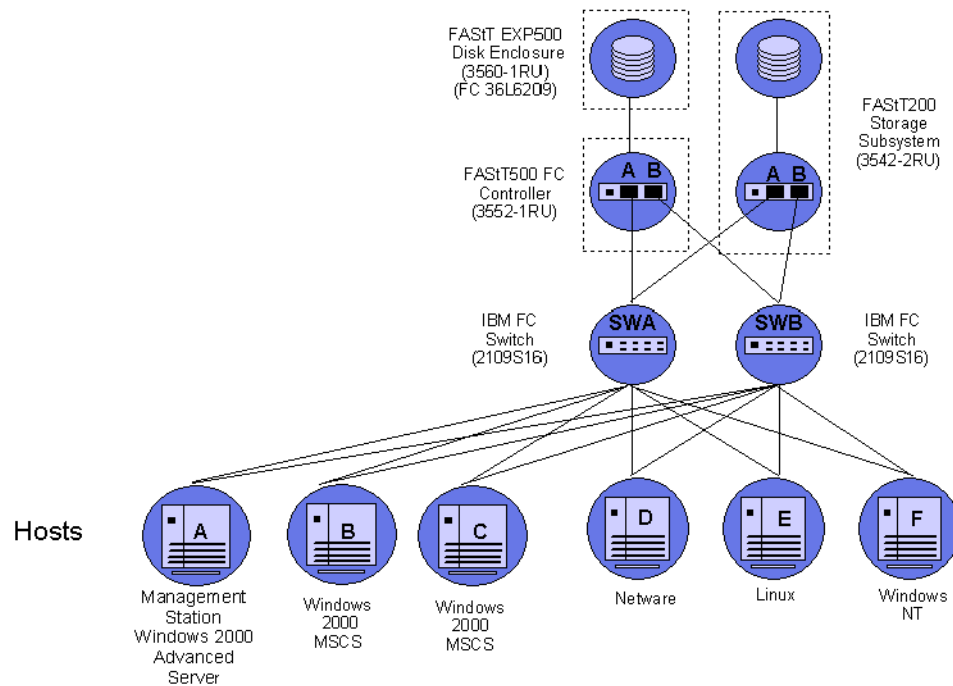 FAStT EXP500
Disk Enclosure
(3560-1RU)
(FC 36L6209)
FAStT200
Storage
Subsystem
(3542-2RU)
FAStT500 FC
Controller
(3552-1RU)
A B
A B
IBM FC
Switch
(2109S16)
SWA
SWB
IBM FC
Switch
(2109S16)
Hosts
A
B
C
D
E
F
Management
Station
Windows 2000
Advanced
Server
Windows
2000
MSCS
Windows
2000
MSCS
Netware
Linux
Windows
NT